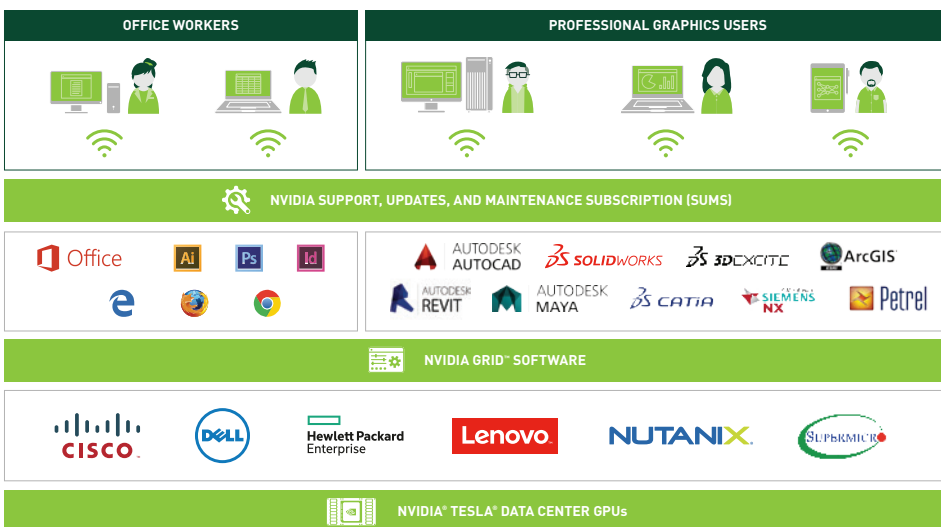 OFFICE WORKERS
PROFESSIONAL GRAPHICS USERS
NVIDIA SUPPORT, UPDATES, AND MAINTENANCE SUBSCRIPTION (SUMS)
Office
Ai
Ps
Id
AUTODESK
AUTOCAD
SOLIDWORKS
3DEXCITE
ArcGIS
AUTODESK
REVIT
AUTODESK
MAYA
CATIA
SIEMENS
NX
Petrel
NVIDIA GRID™ SOFTWARE
CISCO
DELL
Hewlett Packard
Enterprise
Lenovo
NUTANIX
SUPERMICRO
NVIDIA® TESLA® DATA CENTER GPUs